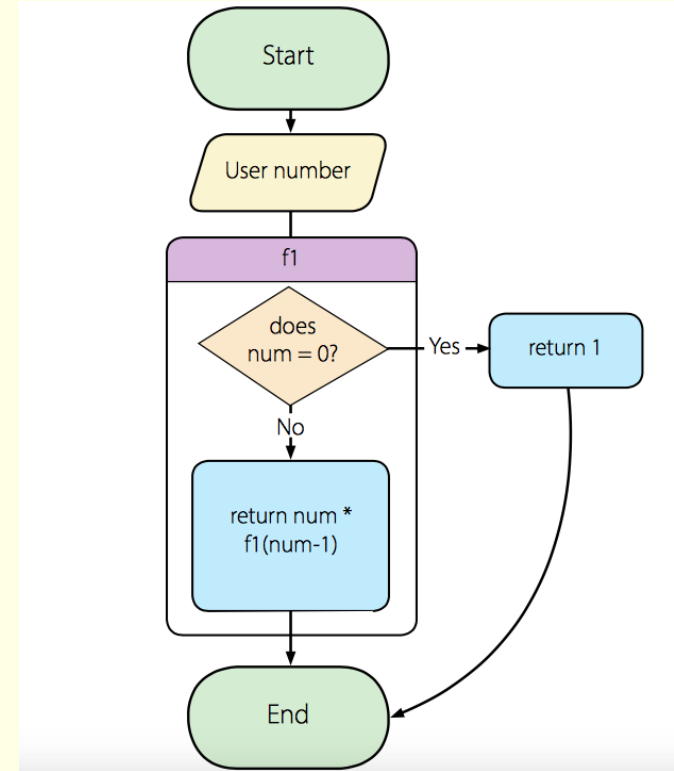 Start
User number
f1
does
num = 0?
Yes
return 1
No
return num *
f1(num-1)
End